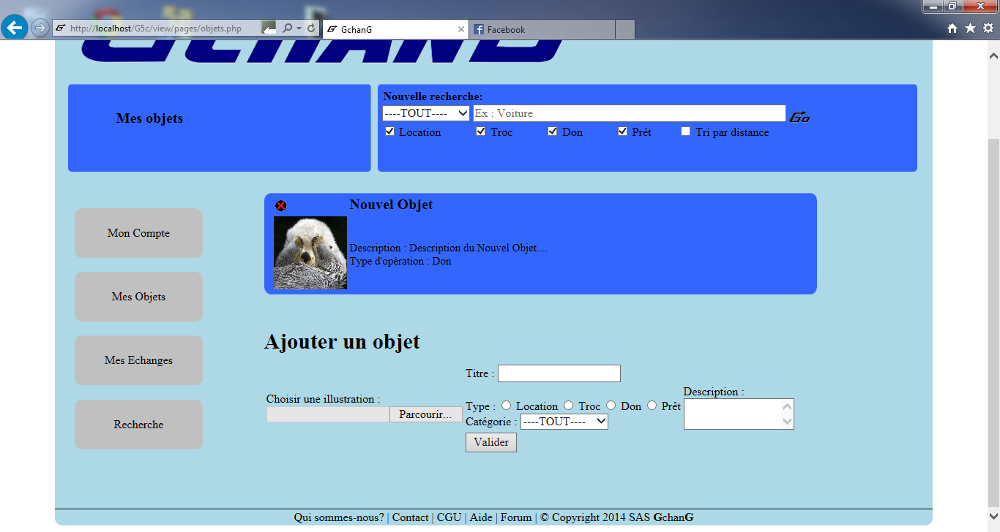 http://localhost/G5c/view/pages/objets.php
GchanG
Facebook
GchanG
Mes objets
Nouvelle recherche:
----TOUT----
Ex : Voiture
Go
Location
Troc
Don
Prét
Tri par distance
Mon Compte
Mes Objets
Mes Echanges
Recherche
Nouvel Objet
Description : Description du Nouvel Objet....
Type d'opération : Don
Ajouter un objet
Choisir une illustration :
Parcourir...
Titre :
Type : Location Troc Don Prêt
Catégorie : ----TOUT----
Valider
Description :
Qui sommes-nous? | Contact | CGU | Aide | Forum | © Copyright 2014 SAS GchanG